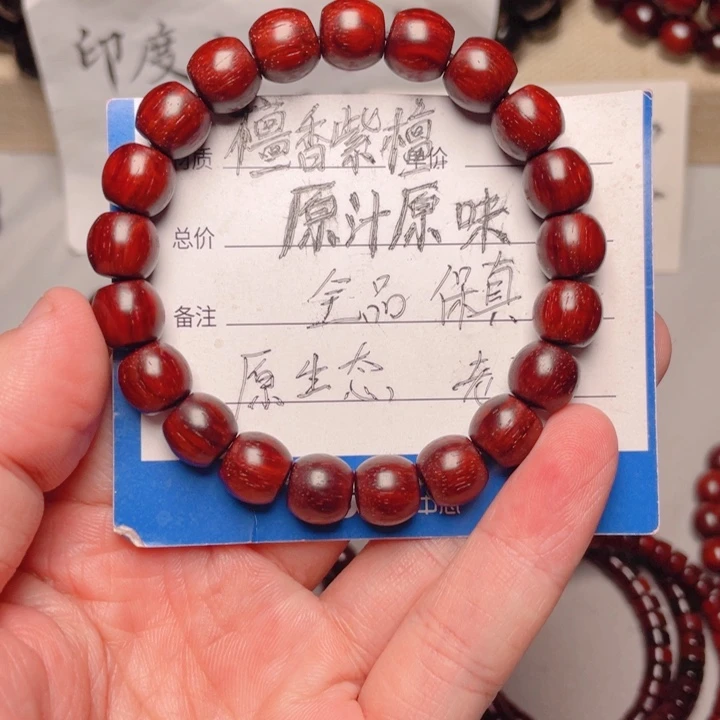 印度
材质 檀香紫檀 单价
总价 原汁原味
备注 全品 保真
原生态 老